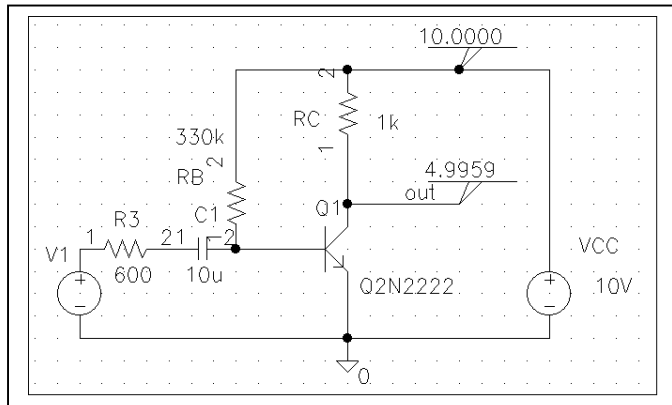 10.0000
2
RC
1k
1
330k
2
RB
4.9959
out
C1
Q1
R3
V1
1
21
2
600
10u
Q2N2222
VCC
10V
+
-
+
-
0